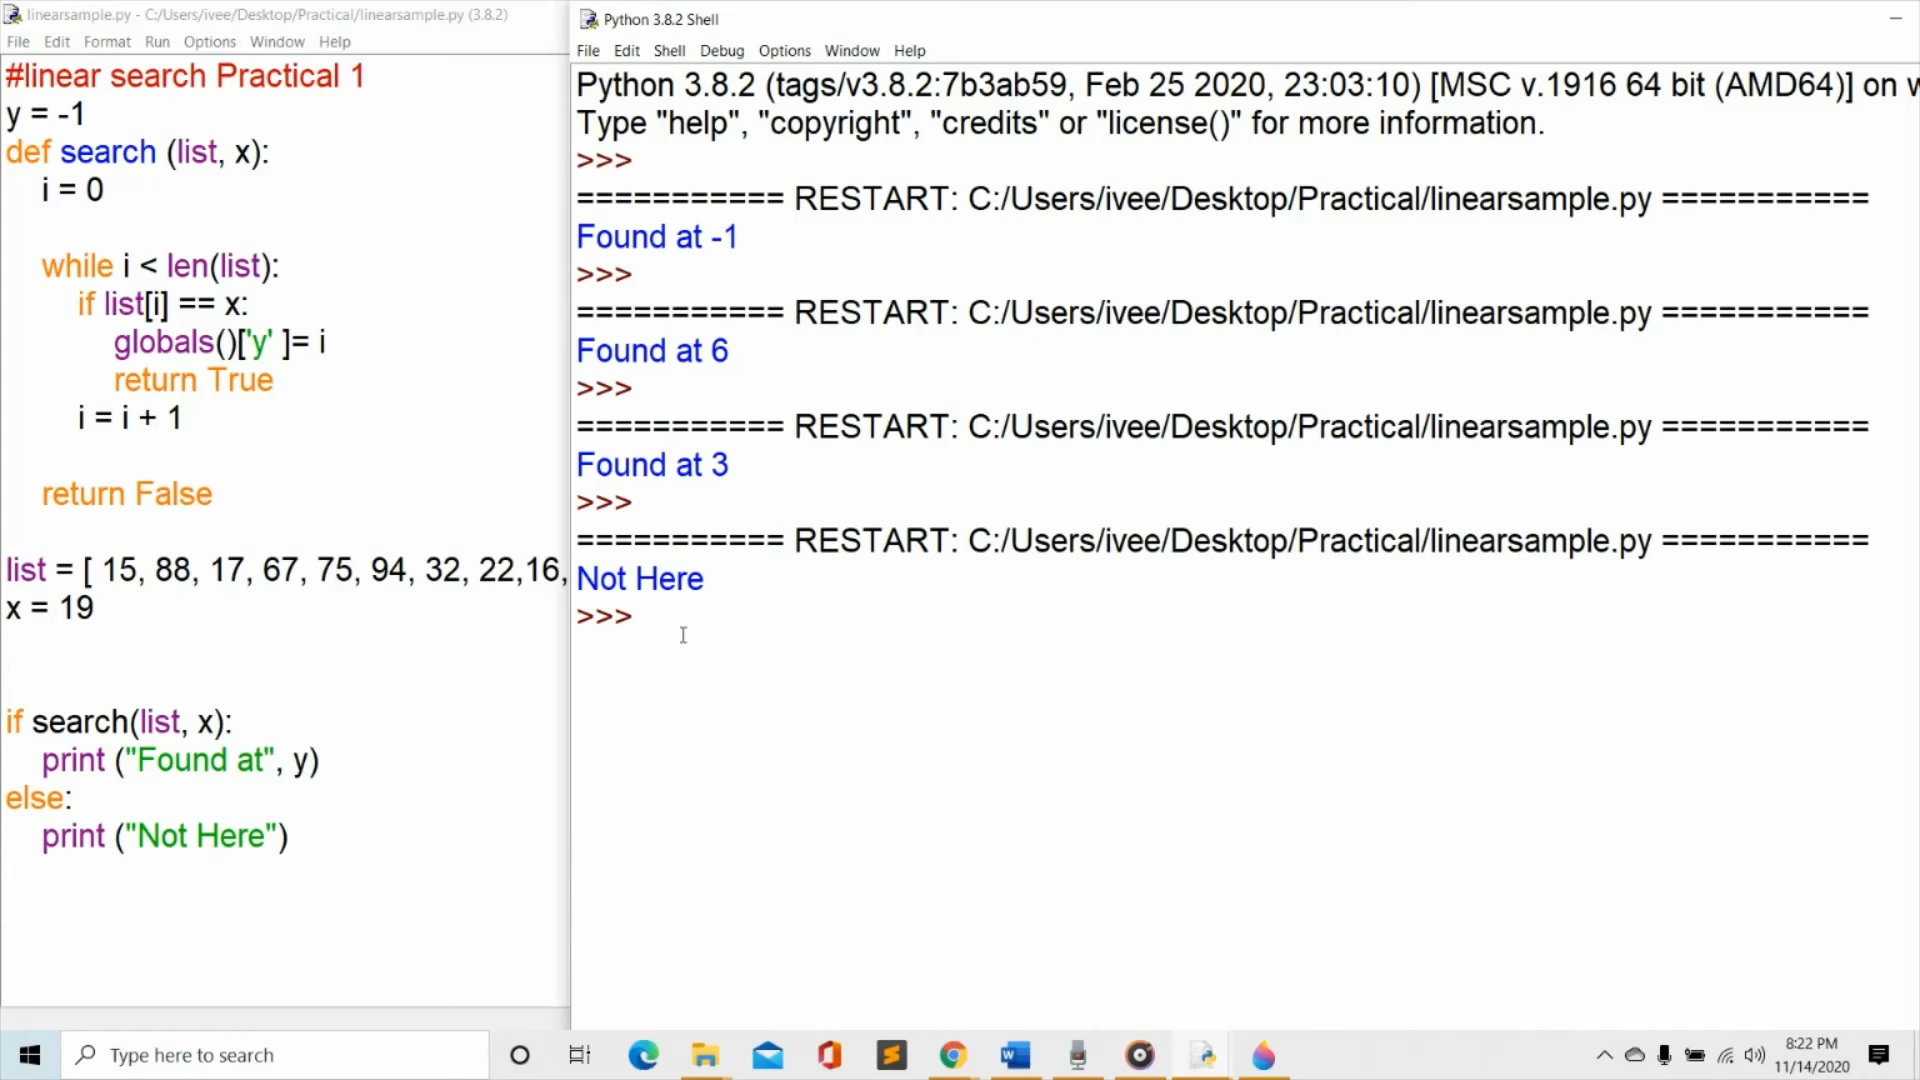 linearsample.py - C:/Users/ivee/Desktop/Practical/linearsample.py (3.8.2)
File Edit Format Run Options Window Help
#linear search Practical 1
y = -1
def search (list, x):
    i = 0
    while i < len(list):
        if list[i] == x:
            globals()['y' ]= i
            return True
        i = i + 1
    return False
list = [ 15, 88, 17, 67, 75, 94, 32, 22,16,
x = 19
if search(list, x):
    print ("Found at", y)
else:
    print ("Not Here")
Python 3.8.2 Shell
File Edit Shell Debug Options Window Help
Python 3.8.2 (tags/v3.8.2:7b3ab59, Feb 25 2020, 23:03:10) [MSC v.1916 64 bit (AMD64)] on
Type "help", "copyright", "credits" or "license()" for more information.
>>>
=========== RESTART: C:/Users/ivee/Desktop/Practical/linearsample.py ===========
Found at -1
>>>
=========== RESTART: C:/Users/ivee/Desktop/Practical/linearsample.py ===========
Found at 6
>>>
=========== RESTART: C:/Users/ivee/Desktop/Practical/linearsample.py ===========
Found at 3
>>>
=========== RESTART: C:/Users/ivee/Desktop/Practical/linearsample.py ===========
Not Here
>>>
Type here to search
8:22 PM
11/14/2020